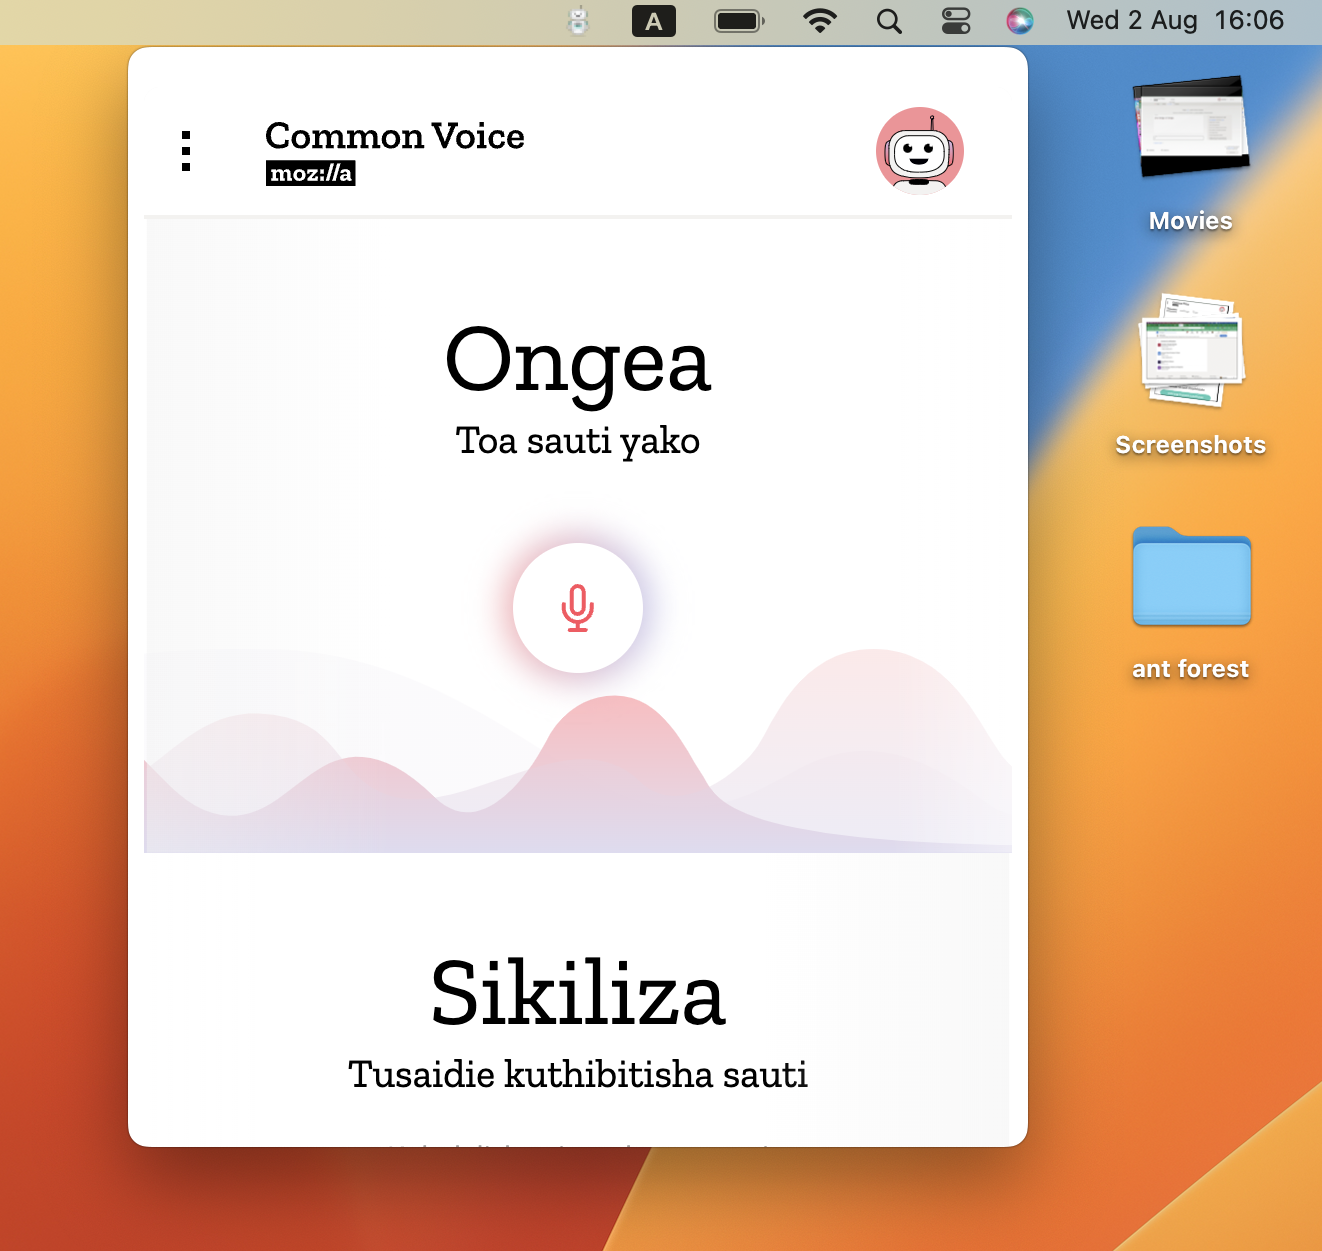 A
Wed 2 Aug 16:06
Common Voice
moz://a
Ongea
Toa sauti yako
Sikiliza
Tusaidie kuthibitisha sauti
Movies
Screenshots
ant forest